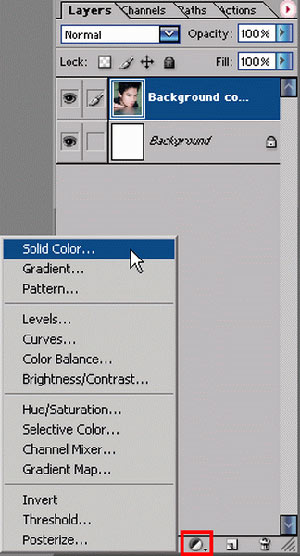 Layers Channels Paths Actions
Normal Opacity: 100%
Lock: Fill: 100%
Background co...
Background
Solid Color...
Gradient...
Pattern...
Levels...
Curves...
Color Balance...
Brightness/Contrast...
Hue/Saturation...
Selective Color...
Channel Mixer...
Gradient Map...
Invert
Threshold...
Posterize...